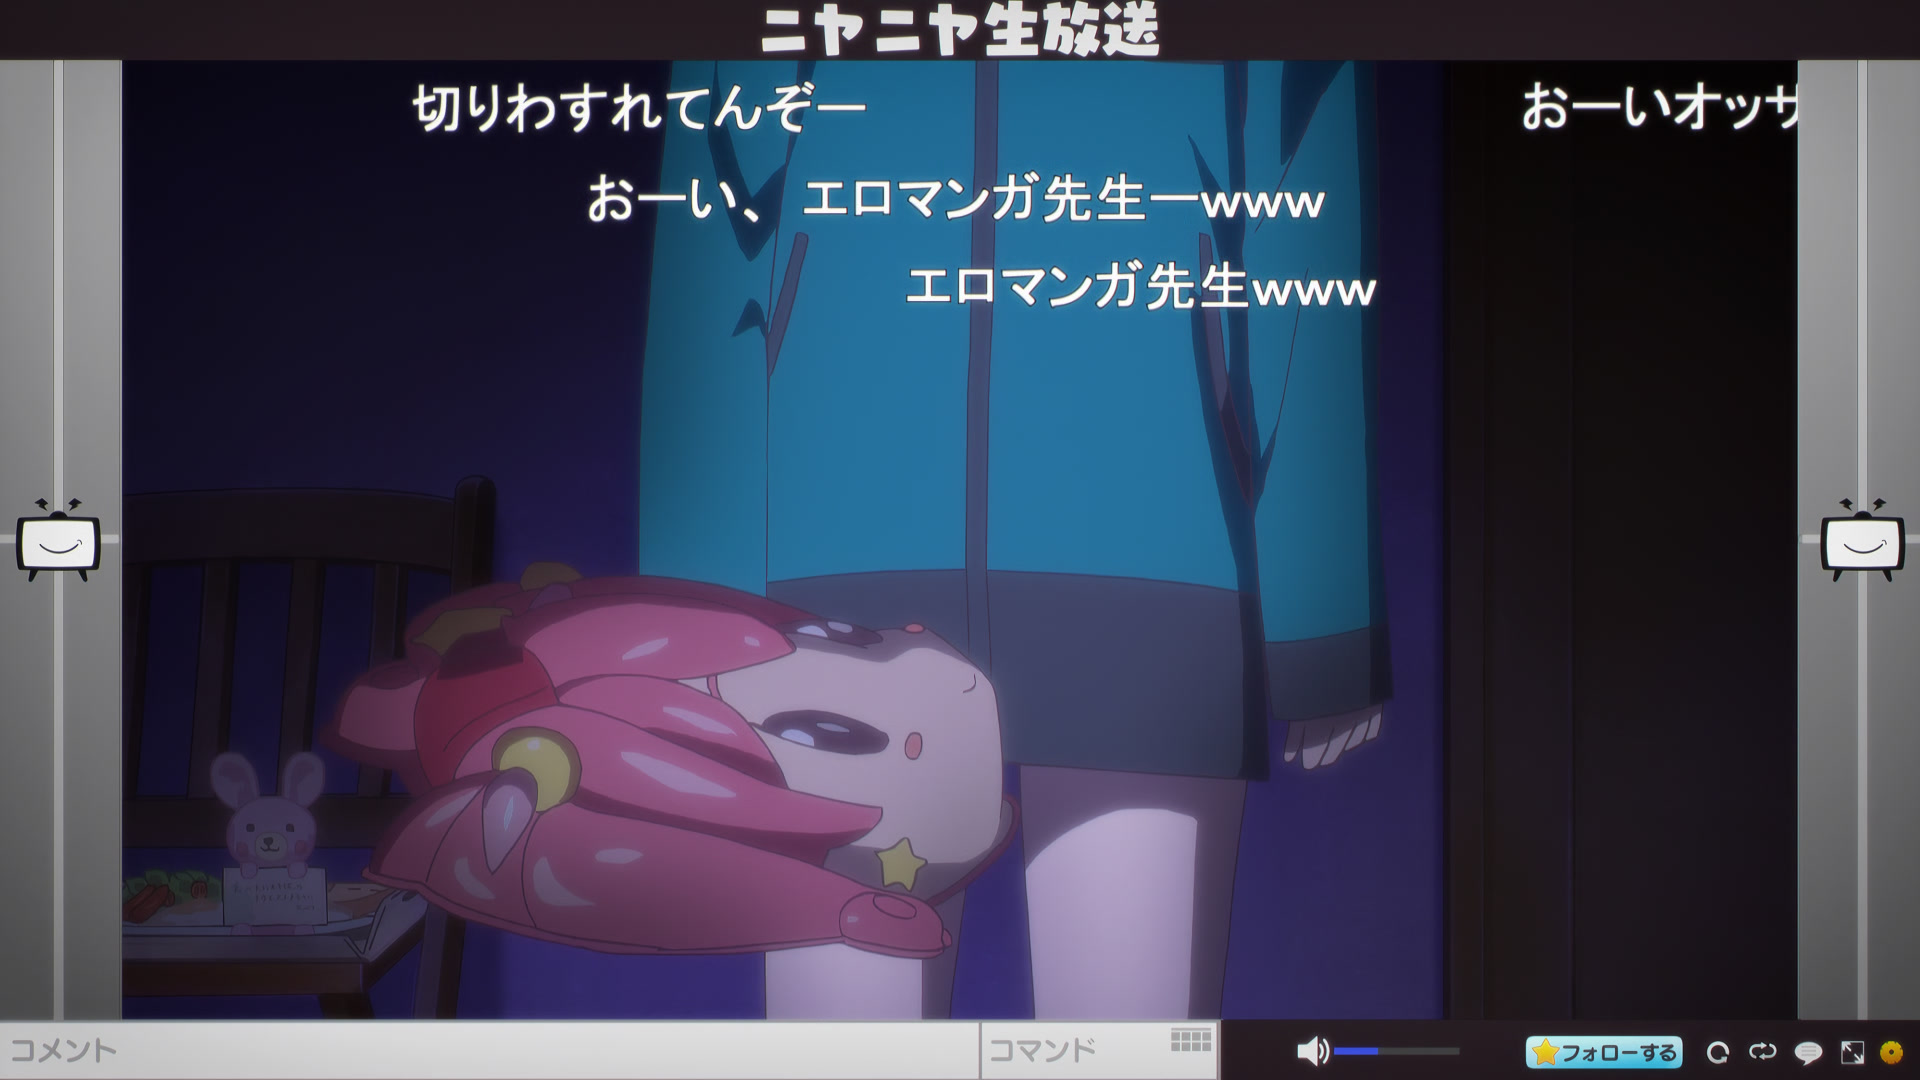 ニヤニヤ生放送
切りわすれてんぞー
おーいオッサ
おーい、エロマンガ先生ーwww
エロマンガ先生www
コメント
コマンド
フォローする